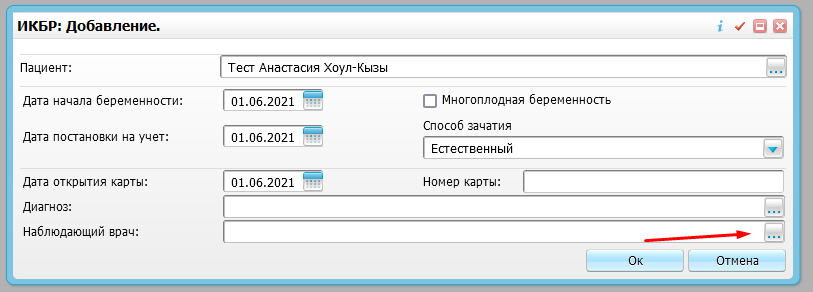 ИКБР: Добавление.
Пациент: Тест Анастасия Хоул-Кызы ...
Дата начала беременности: 01.06.2021 Многоплодная беременность
Способ зачатия
Дата постановки на учет: 01.06.2021 Естественный
Дата открытия карты: 01.06.2021 Номер карты:
Диагноз: ...
Наблюдающий врач: ...
Ок Отмена